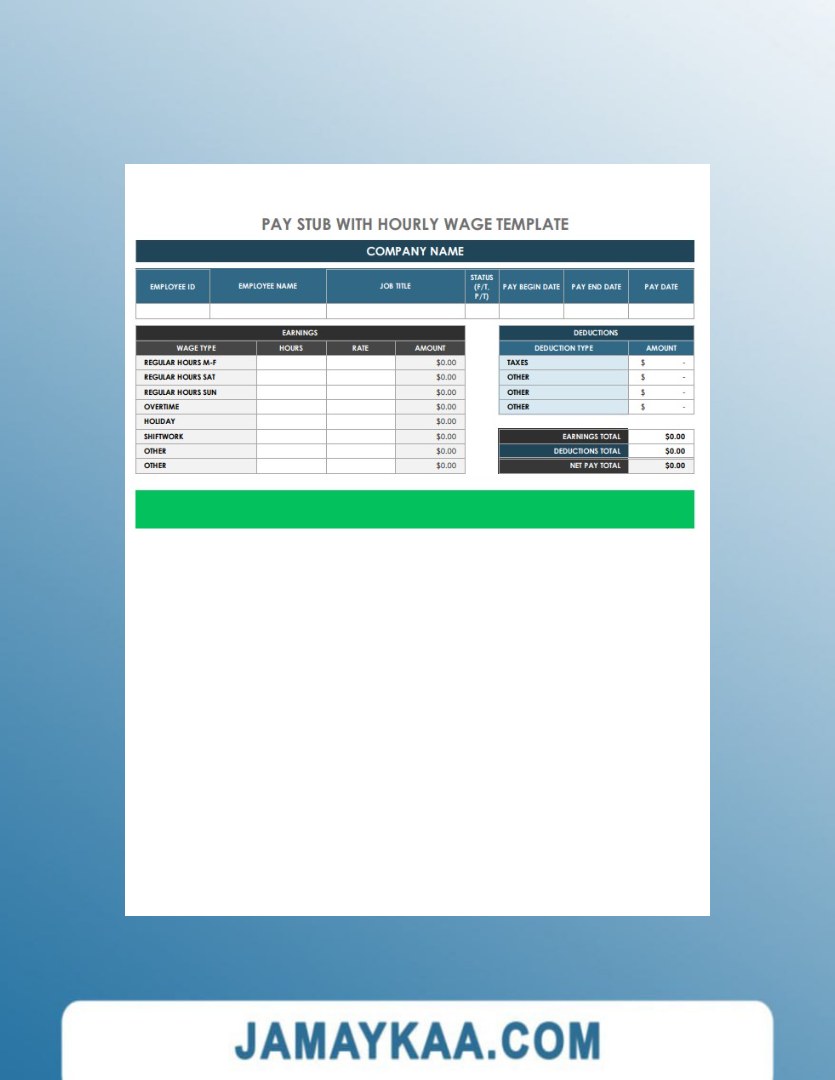 PAY STUB WITH HOURLY WAGE TEMPLATE
COMPANY NAME
EMPLOYEE ID EMPLOYEE NAME JOB TITLE STATUS (F/T, P/T) PAY BEGIN DATE PAY END DATE PAY DATE
EARNINGS
WAGE TYPE HOURS RATE AMOUNT
REGULAR HOURS M-F $0.00
REGULAR HOURS SAT $0.00
REGULAR HOURS SUN $0.00
OVERTIME $0.00
HOLIDAY $0.00
SHIFTWORK $0.00
OTHER $0.00
OTHER $0.00
DEDUCTIONS
DEDUCTION TYPE AMOUNT
TAXES $ -
OTHER $ -
OTHER $ -
OTHER $ -
EARNINGS TOTAL $0.00
DEDUCTIONS TOTAL $0.00
NET PAY TOTAL $0.00
JAMAYKAA.COM